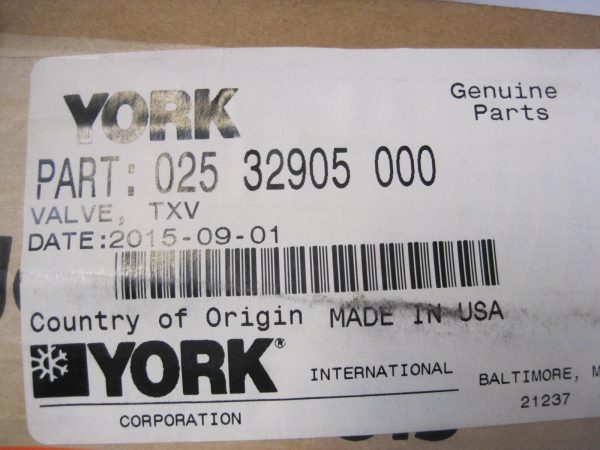 YORK
Genuine
Parts
PART: 025 32905 000
VALVE, TXV
DATE:2015-09-01
Country of Origin MADE IN USA
YORK®
INTERNATIONAL
CORPORATION
BALTIMORE, M
21237